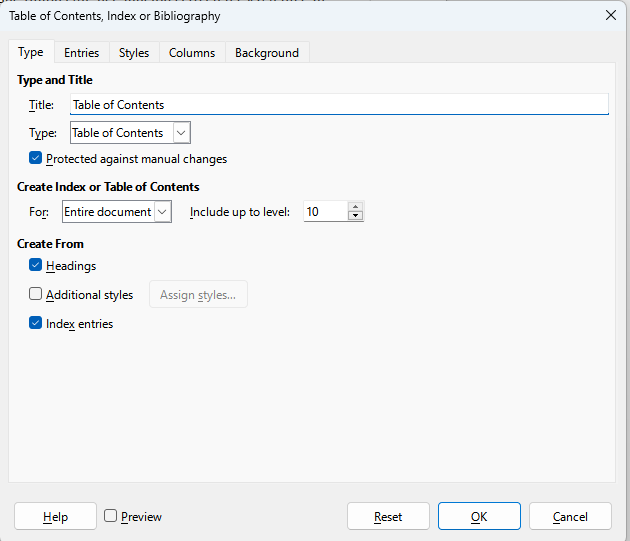 Table of Contents, Index or Bibliography
Type Entries Styles Columns Background
Type and Title
Title: Table of Contents
Type: Table of Contents
Protected against manual changes
Create Index or Table of Contents
For: Entire document Include up to level: 10
Create From
Headings
Additional styles Assign styles...
Index entries
Help Preview Reset OK Cancel